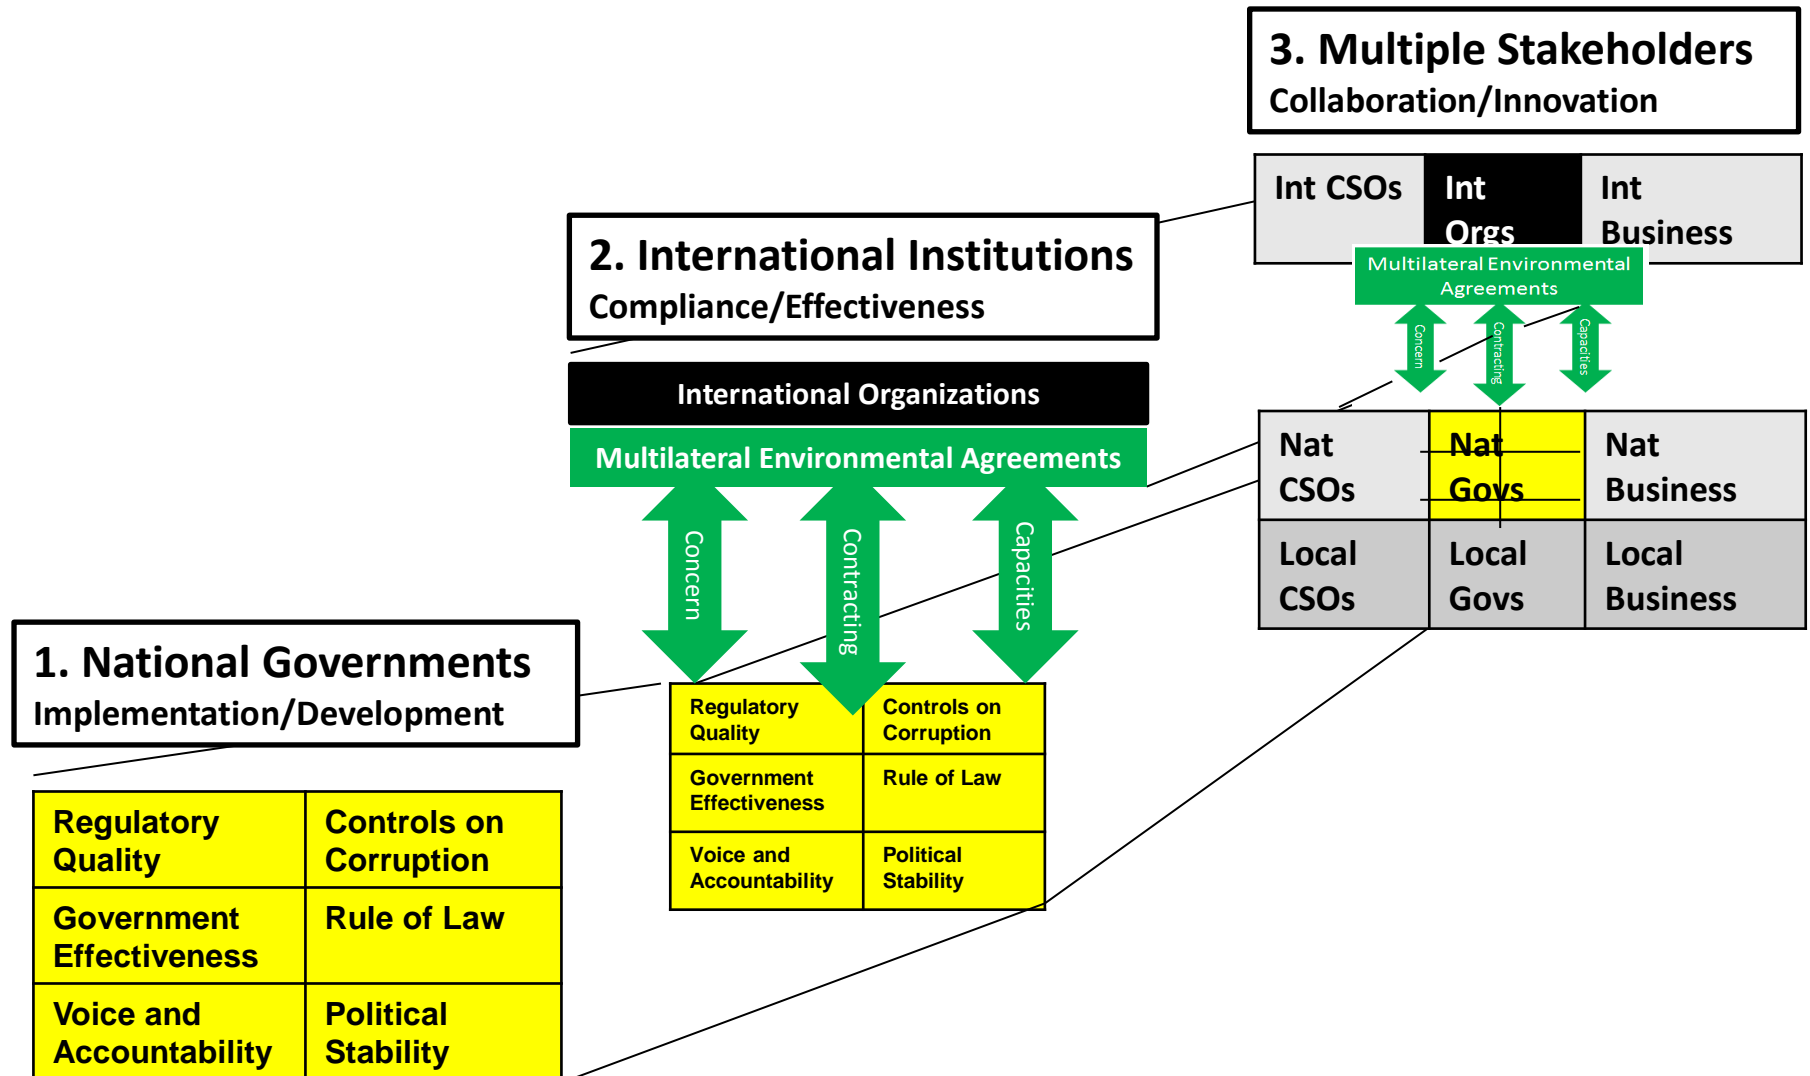 3. Multiple Stakeholders
Collaboration/Innovation
Int CSOs
Int
Orgs
Int
Business
Multilateral Environmental
Agreements
Concern
Contracting
Capacities
Nat
CSOs
Nat
Govs
Nat
Business
Local
CSOs
Local
Govs
Local
Business
2. International Institutions
Compliance/Effectiveness
International Organizations
Multilateral Environmental Agreements
Concern
Contracting
Capacities
Regulatory
Quality
Controls on
Corruption
Government
Effectiveness
Rule of Law
Voice and
Accountability
Political
Stability
1. National Governments
Implementation/Development
Regulatory
Quality
Controls on
Corruption
Government
Effectiveness
Rule of Law
Voice and
Accountability
Political
Stability